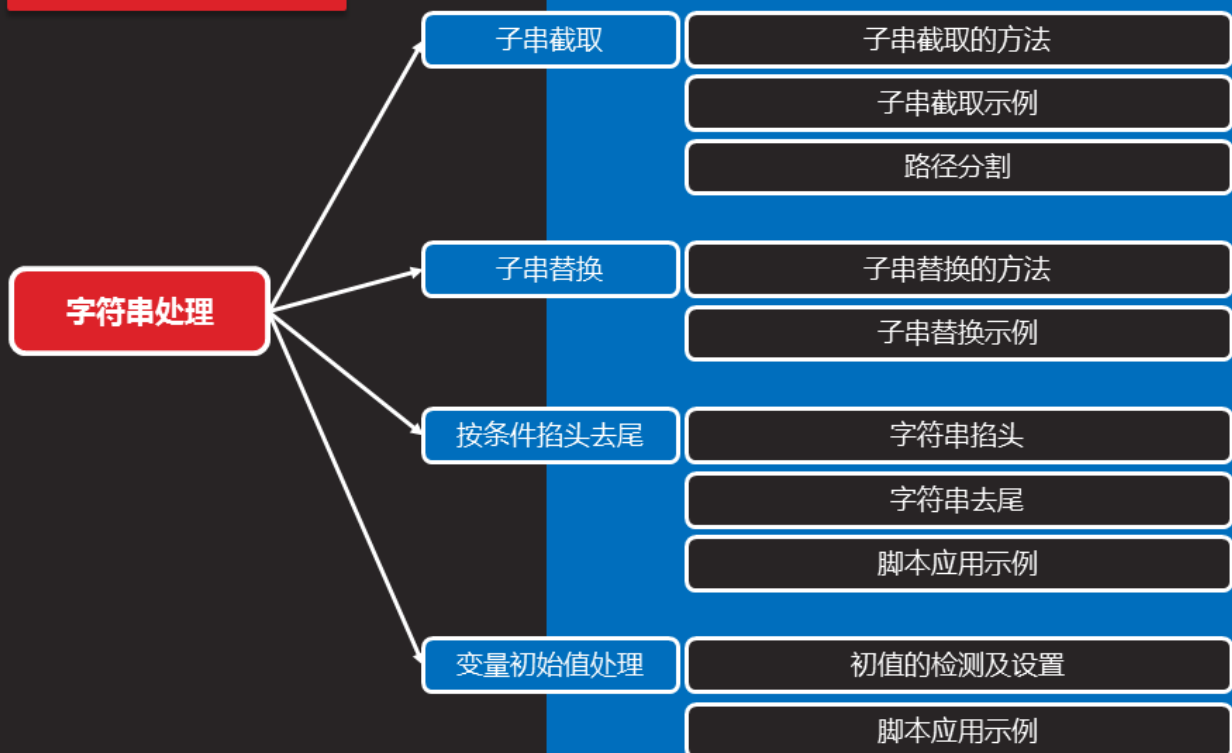 字符串处理
子串截取
子串截取的方法
子串截取示例
路径分割
子串替换
子串替换的方法
子串替换示例
按条件掐头去尾
字符串掐头
字符串去尾
脚本应用示例
变量初始值处理
初值的检测及设置
脚本应用示例